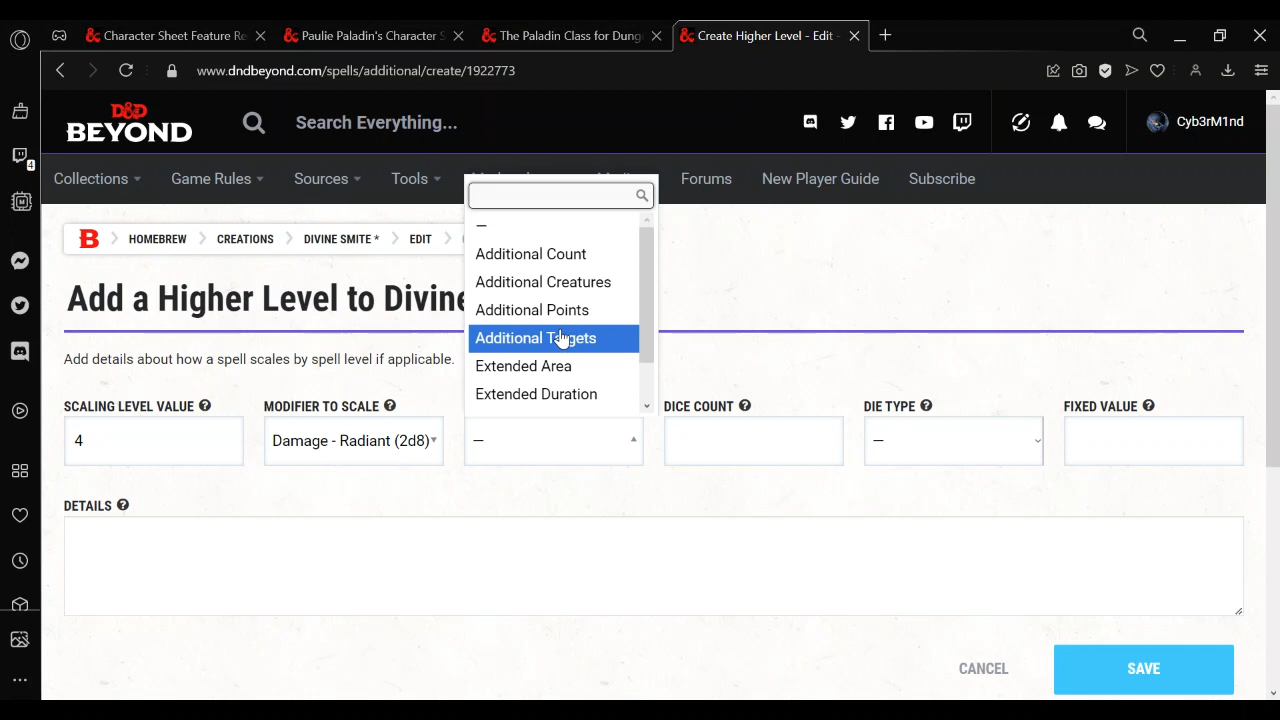 Character Sheet Feature Re
Paulie Paladin's Character S
The Paladin Class for Dung
Create Higher Level - Edit -
www.dndbeyond.com/spells/additional/create/1922773
D&D
BEYOND
Search Everything...
Cyb3rM1nd
4
Collections
Game Rules
Sources
Tools
Forums
New Player Guide
Subscribe
B
HOMEBREW
CREATIONS
DIVINE SMITE *
EDIT
—
Additional Count
Additional Creatures
Additional Points
Additional Targets
Extended Area
Extended Duration
Add a Higher Level to Divine
Add details about how a spell scales by spell level if applicable.
SCALING LEVEL VALUE
MODIFIER TO SCALE
DICE COUNT
DIE TYPE
FIXED VALUE
4
Damage - Radiant (2d8)
—
—
DETAILS
CANCEL
SAVE